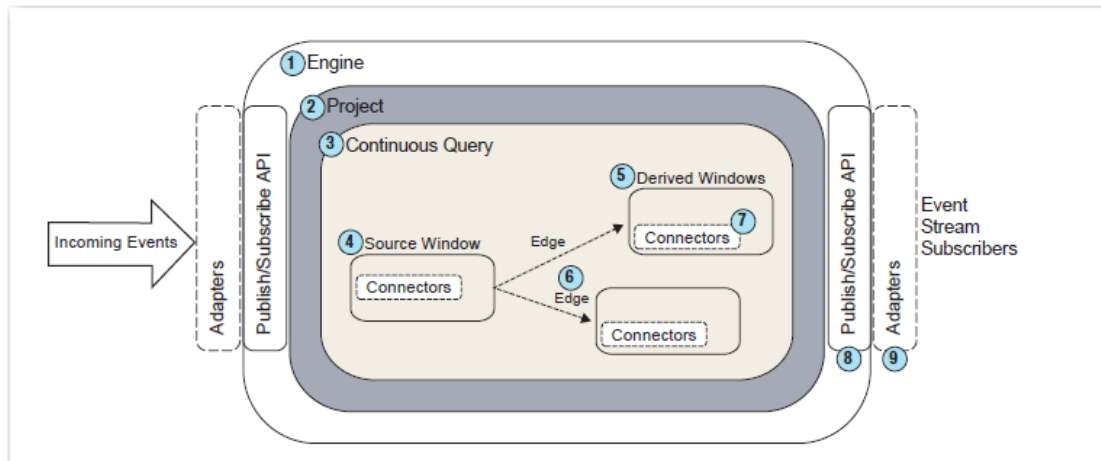 1 Engine
2 Project
3 Continuous Query
5 Derived Windows
7
Connectors
4 Source Window
Edge
Connectors
6
Edge
Connectors
Incoming Events
Adapters
Publish/Subscribe API
Publish/Subscribe API
8
Adapters
9
Event
Stream
Subscribers